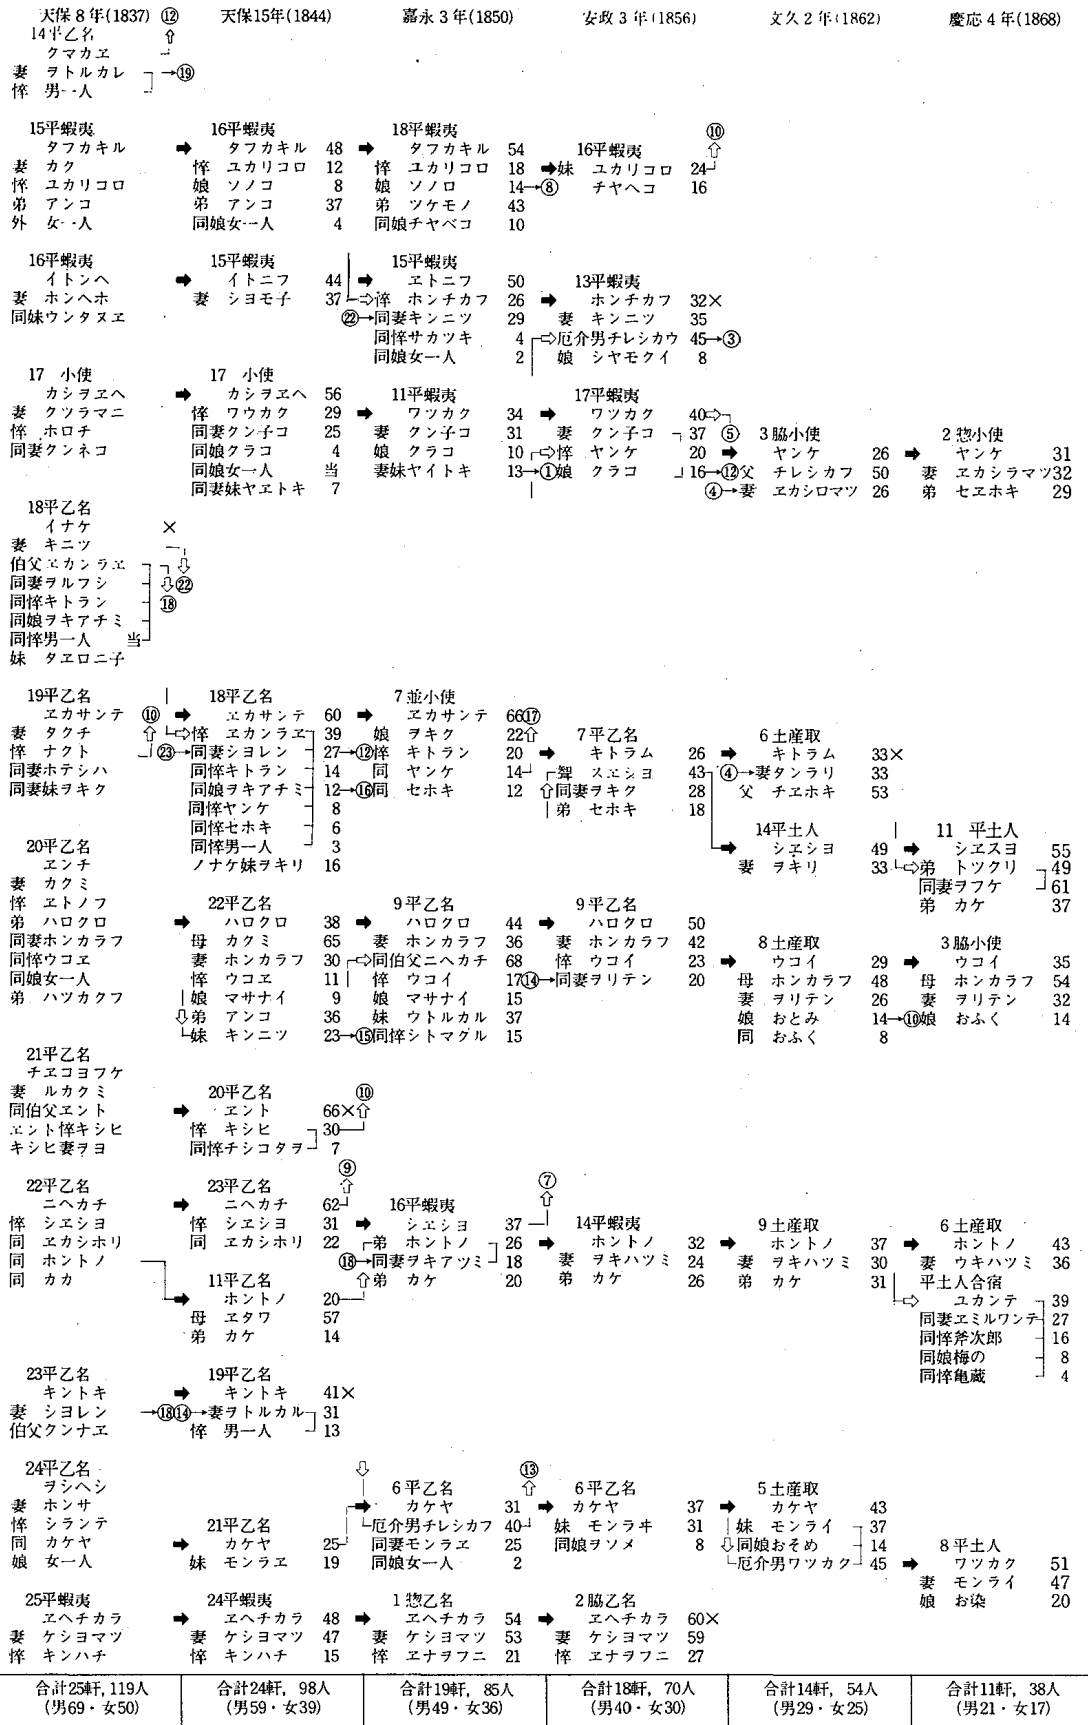 天保8年(1837) ⑫ 天保15年(1844) 嘉永3年(1850) 安政3年(1856) 文久2年(1862) 慶応4年(1868)
14平乙名 ⇧
クマカヱ
妻 ヲトルカレ →⑲
悴 男一人
15平蝦夷 16平蝦夷 18平蝦夷 ⑩
タフカキル ➡ タフカキル 48 ➡ タフカキル 54 16平蝦夷 ⇧
妻 カク 悴 ユカリコロ 12 悴 ユカリコロ 18 ➡妹 ユカリコロ 24
悴 ユカリコロ 娘 ソノコ 8 娘 ソノロ 14→⑧ チヤヘコ 16
弟 アンコ 弟 アンコ 37 弟 ツケモノ 43
外 女一人 同娘女一人 4 同娘チヤベコ 10
16平蝦夷 15平蝦夷 15平蝦夷 13平蝦夷
イトンヘ ➡ イトニフ 44 ➡ ヱトニフ 50
妻 ホンヘホ 妻 シヨモ子 37 ⇨悴 ホンチカフ 26 ➡ ホンチカフ 32×
同妹ウンタヌヱ ㉒→同妻キンニツ 29 妻 キンニツ 35
同悴サカツキ 4 ⇨厄介男チレシカウ 45→③
同娘女一人 2 娘 シヤモクイ 8
17 小使 17 小使 11平蝦夷 17平蝦夷
カシヲヱヘ ➡ カシヲヱヘ 56
妻 クツラマニ 悴 ワウカク 29 ➡ ワツカク 34 ➡ ワツカク 40⇨
悴 ホロチ 同妻クン子コ 25 妻 クン子コ 31 妻 クン子コ 37 ⑤ 3脇小使 2惣小使
同妻クンネコ 同娘クラコ 4 娘 クラコ 10 ⇨悴 ヤンケ 20 ➡ ヤンケ 26 ➡ ヤンケ 31
同娘女一人 当 妻妹ヤイトキ 13→①娘 クラコ 16→⑫父 チレシカフ 50 妻 ヱカシラマツ 32
同妻妹ヤヱトキ 7 ④→妻 ヱカシロマツ 26 弟 セヱホキ 29
18平乙名
イナケ ×
妻 キニツ
伯父ヱカンラヱ ⇩
同妻ヲルフシ ⇩㉒
同悴キトラン ⑱
同娘ヲキアチミ
同悴男一人 当
妹 タヱロニ子
19平乙名 18平乙名 7並小使
ヱカサンテ ⑩ ➡ ヱカサンテ 60 ➡ ヱカサンテ 66⑰
妻 タクチ ⇧ ⇨悴 ヱカンラヱ 39 娘 ヲキク 22⇧ 7平乙名 6土産取
悴 ナクト ㉓→同妻シヨレン 27→⑫悴 キトラン 20 ➡ キトラム 26 ➡ キトラム 33×
同妻ホテシハ 同悴キトラン 14 同 ヤンケ 14 聟 スヱシヨ 43 ④→妻タンラリ 33
同妻妹ヲキク 同娘ヲキアチミ 12→⑯同 セホキ 12 ⇧同妻ヲキク 28 父 チヱホキ 53
同悴ヤンケ 8 弟 セホキ 18
同悴セホキ 6 14平土人 11 平土人
20平乙名 同悴男一人 3 ➡ シヱシヨ 49 ➡ シヱスヨ 55
ヱンチ ノナケ妹ヲキリ 16 妻 ヲキリ 33 ⇨弟 トツクリ 49
妻 カクミ 同妻ヲフケ 61
悴 ヱトノフ 22平乙名 9平乙名 9平乙名 弟 カケ 37
弟 ハロクロ ➡ ハロクロ 38 ➡ ハロクロ 44 ➡ ハロクロ 50
同妻ホンカラフ 母 カクミ 65 妻 ホンカラフ 36 妻 ホンカラフ 42 8土産取 3脇小使
同悴ウコヱ 妻 ホンカラフ 30 ⇨同伯父ニヘカチ 68 悴 ウコイ 23 ➡ ウコイ 29 ➡ ウコイ 35
同娘女一人 悴 ウコヱ 11 悴 ウコイ 17⑭→同妻ヲリテン 20 母 ホンカラフ 48 母 ホンカラフ 54
弟 ハツカクフ 娘 マサナイ 9 娘 マサナイ 15 妻 ヲリテン 26 妻 ヲリテン 32
⇩弟 アンコ 36 妹 ウトルカル 37 娘 おとみ 14→⑩娘 おふく 14
妹 キンニツ 23→⑮同悴シトマグル 15 同 おふく 8
21平乙名
チヱコヨフケ
妻 ルカクミ 20平乙名 ⑩
同伯父ヱント ➡ ヱント 66×⇧
ヱント悴キシヒ 悴 キシヒ 30
キシヒ妻ヲヨ 同悴チシコタヲ 7
⑨
22平乙名 23平乙名 ⇧ 16平蝦夷 ⑦
ニヘカチ ➡ ニヘカチ 62 ⇧
悴 シヱシヨ 悴 シヱシヨ 31 ➡ シヱシヨ 37 14平蝦夷 9土産取 6土産取
同 ヱカシホリ 同 ヱカシホリ 22 弟 ホントノ 26 ➡ ホントノ 32 ➡ ホントノ 37 ➡ ホントノ 43
同 ホントノ ⑱→同妻ヲキアツミ 18 妻 ヲキハツミ 24 妻 ヲキハツミ 30 妻 ウキハツミ 36
同 カカ 11平乙名 ⇧弟 カケ 20 弟 カケ 26 弟 カケ 31 平土人合宿
➡ ホントノ 20 ⇨ ユカンテ 39
母 ヱタワ 57 同妻ヱミルワンテ 27
弟 カケ 14 同悴斧次郎 16
同娘梅の 8
23平乙名 19平乙名 同悴亀蔵 4
キントキ ➡ キントキ 41×
妻 シヨレン →⑱⑭→妻ヲトルカル 31
伯父クンナヱ 悴 男一人 13
24平乙名 ⇩ ⑬
ヲシヘシ 6平乙名 ⇧ 6平乙名 5土産取
妻 ホンサ ➡ カケヤ 31 ➡ カケヤ 37 ➡ カケヤ 43
悴 シランテ 21平乙名 厄介男チレシカフ 40 妹 モンラヰ 31 妹 モンライ 37
同 カケヤ ➡ カケヤ 25 同妻モンラヱ 25 同娘ヲソメ 8 ⇩同娘おそめ 14 8平土人
娘 女一人 妹 モンラヱ 19 同娘女一人 2 厄介男ワツカク 45 ➡ ワツカク 51
妻 モンライ 47
25平蝦夷 24平蝦夷 1惣乙名 2脇乙名 娘 お染 20
ヱヘチカラ ➡ ヱヘチカラ 48 ➡ ヱヘチカラ 54 ➡ ヱヘチカラ 60×
妻 ケシヨマツ 妻 ケシヨマツ 47 妻 ケシヨマツ 53 妻 ケシヨマツ 59
悴 キンハチ 悴 キンハチ 15 悴 ヱナヲフニ 21 悴 ヱナヲフニ 27
合計25軒, 119人 合計24軒, 98人 合計19軒, 85人 合計18軒, 70人 合計14軒, 54人 合計11軒, 38人
(男69・女50) (男59・女39) (男49・女36) (男40・女30) (男29・女25) (男21・女17)